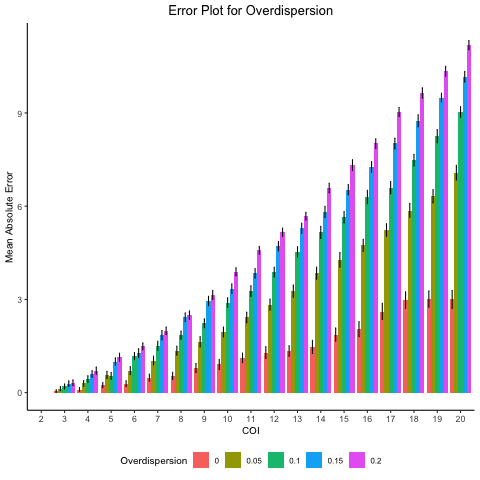 Error Plot for Overdispersion
Mean Absolute Error
9
6
3
0
2 3 4 5 6 7 8 9 10 11 12 13 14 15 16 17 18 19 20
COI
Overdispersion 0 0.05 0.1 0.15 0.2